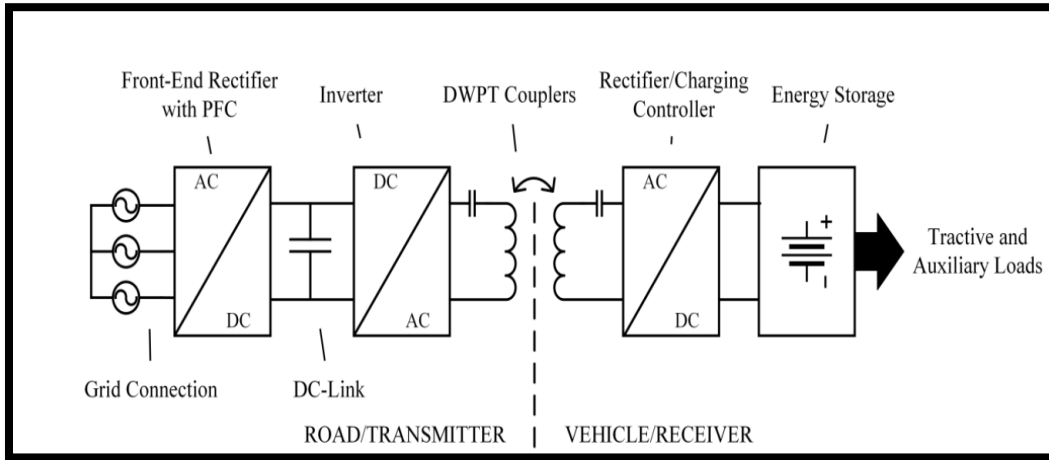 Front-End Rectifier
with PFC
Inverter
DWPT Couplers
Rectifier/Charging
Controller
Energy Storage
AC
DC
DC
AC
AC
DC
+
Tractive and
Auxiliary Loads
Grid Connection
DC-Link
ROAD/TRANSMITTER
VEHICLE/RECEIVER